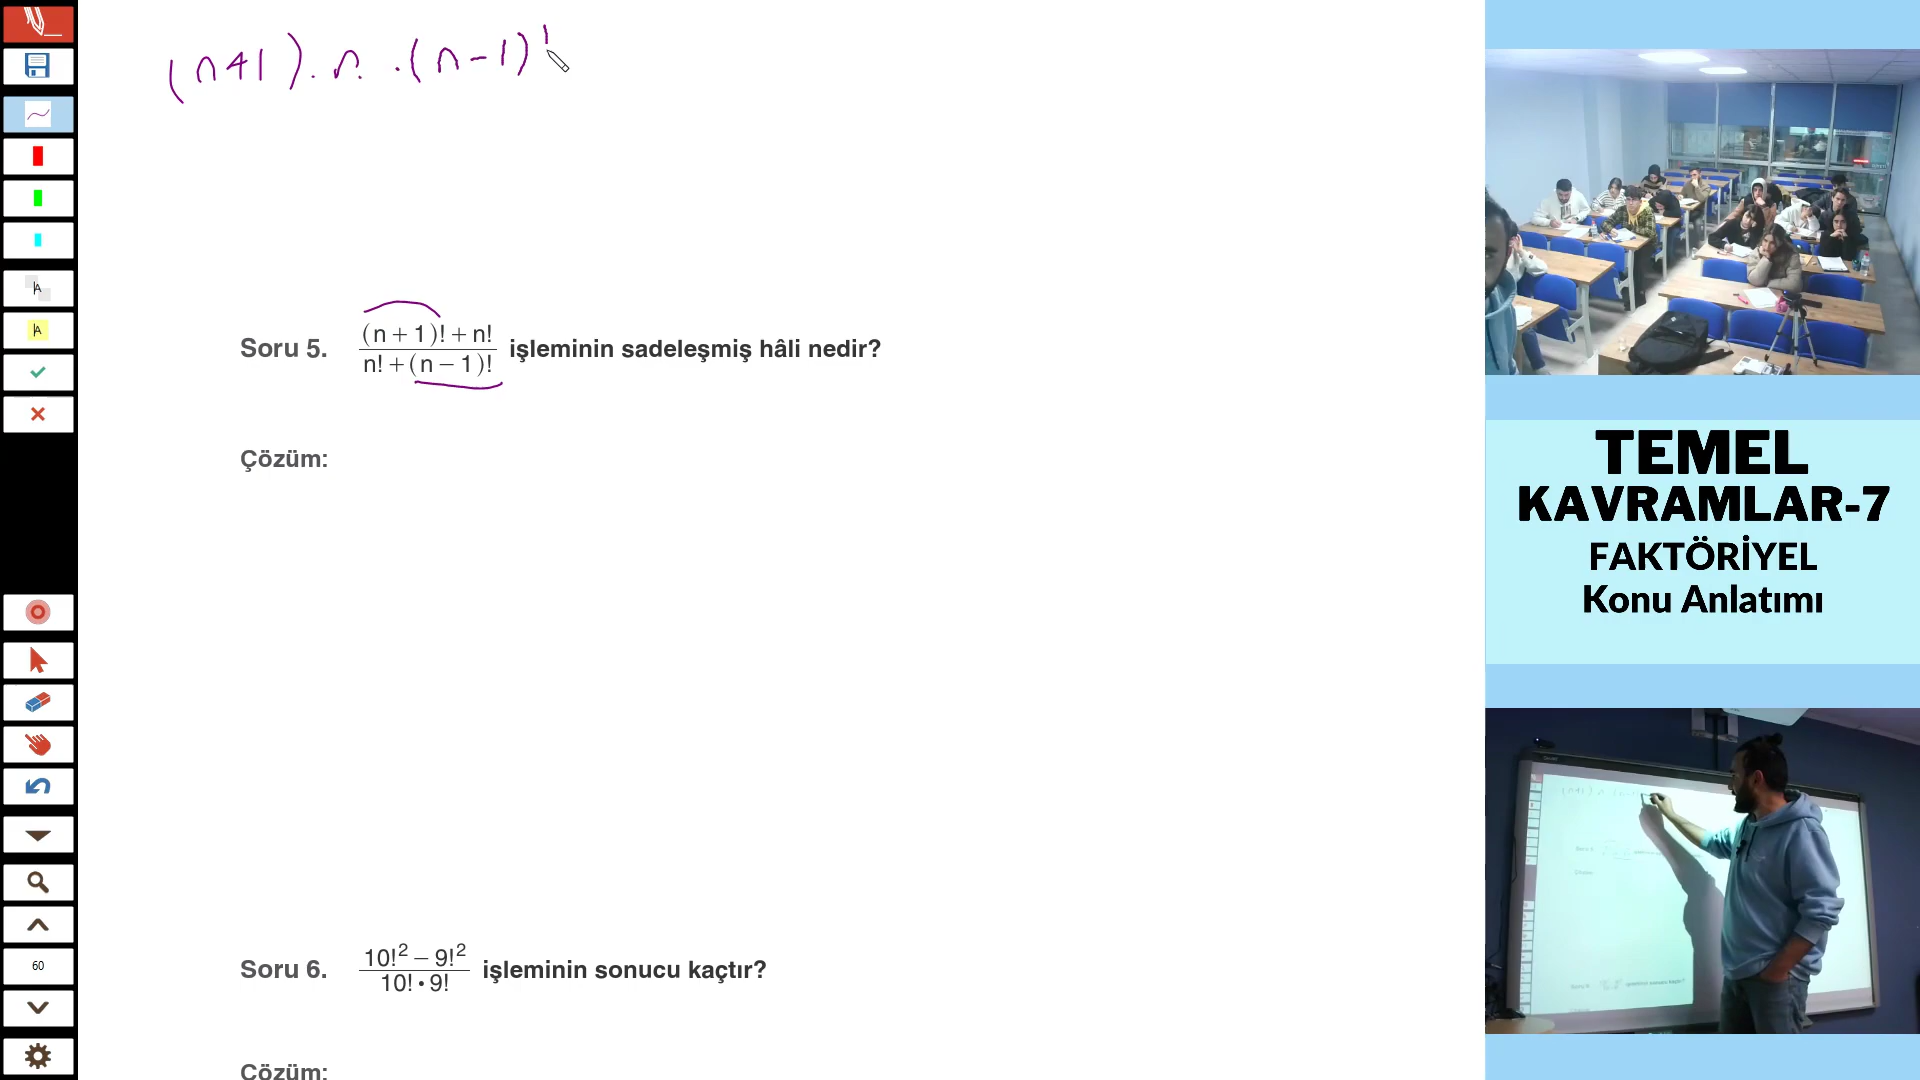 (n+1).n.(n-1)!
Soru 5. (n + 1)! + n! / n! + (n − 1)! işleminin sadeleşmiş hâli nedir?
Çözüm:
60
Soru 6. 10!² − 9!² / 10! • 9! işleminin sonucu kaçtır?
Çözüm:
TEMEL
KAVRAMLAR-7
FAKTÖRİYEL
Konu Anlatımı